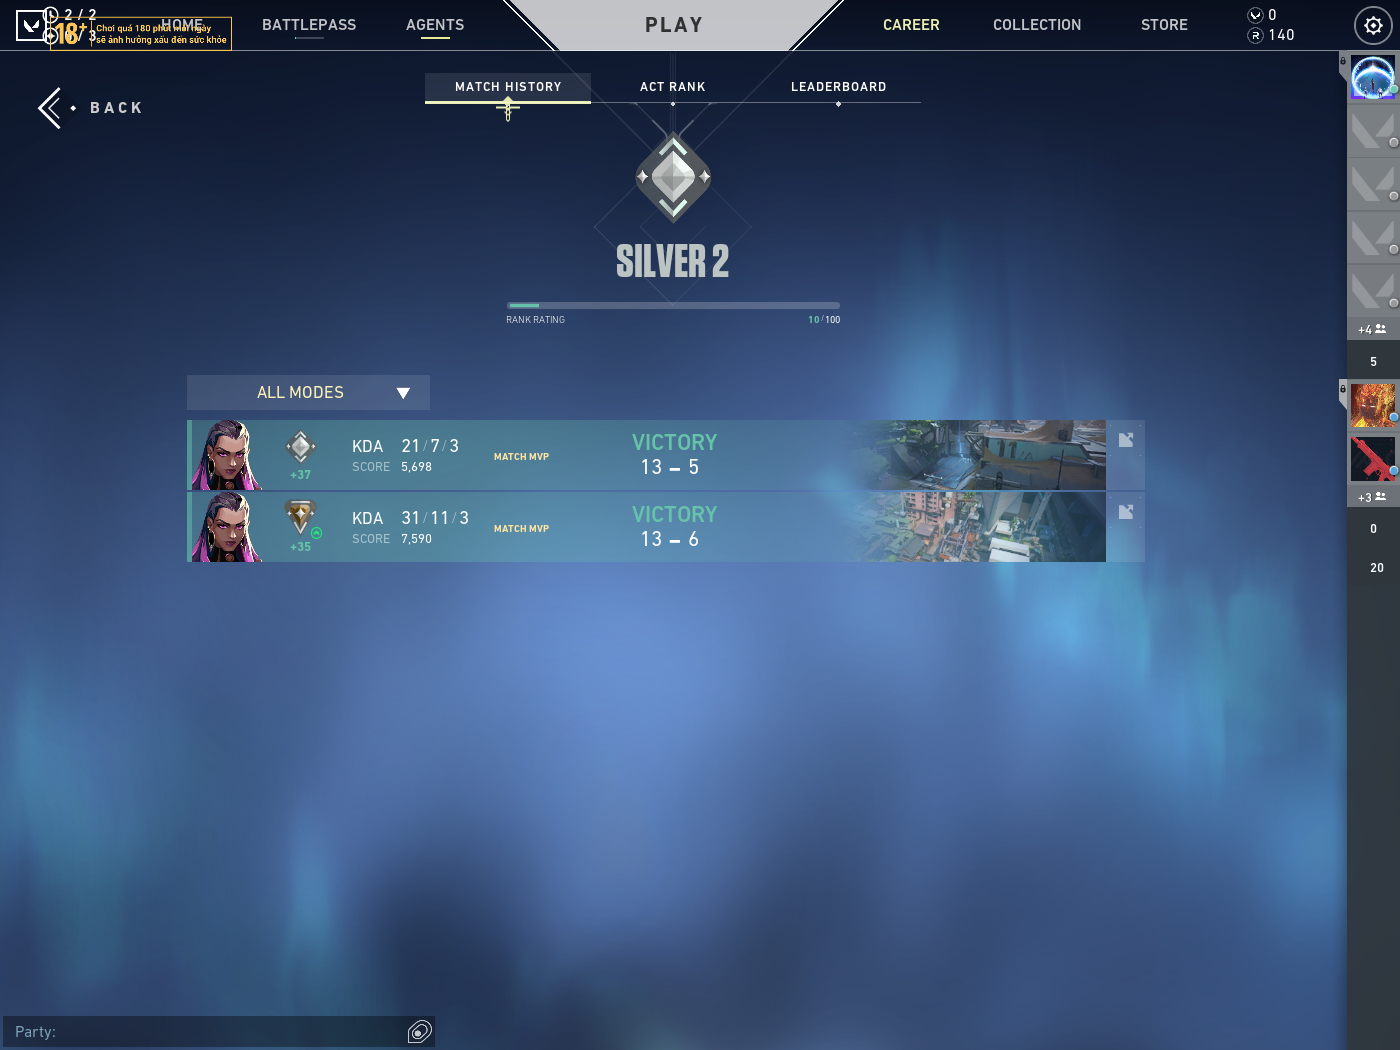 2 / 2
/ 3
18+
Chơi quá 180 phút mỗi ngày
sẽ ảnh hưởng xấu đến sức khỏe
HOME
BATTLEPASS
AGENTS
PLAY
CAREER
COLLECTION
STORE
0
R 140
BACK
MATCH HISTORY
ACT RANK
LEADERBOARD
SILVER 2
RANK RATING
10/100
ALL MODES
+37
KDA 21/7/3
SCORE 5,698
MATCH MVP
VICTORY
13 – 5
+35
KDA 31/11/3
SCORE 7,590
MATCH MVP
VICTORY
13 – 6
+4
5
+3
0
20
Party: